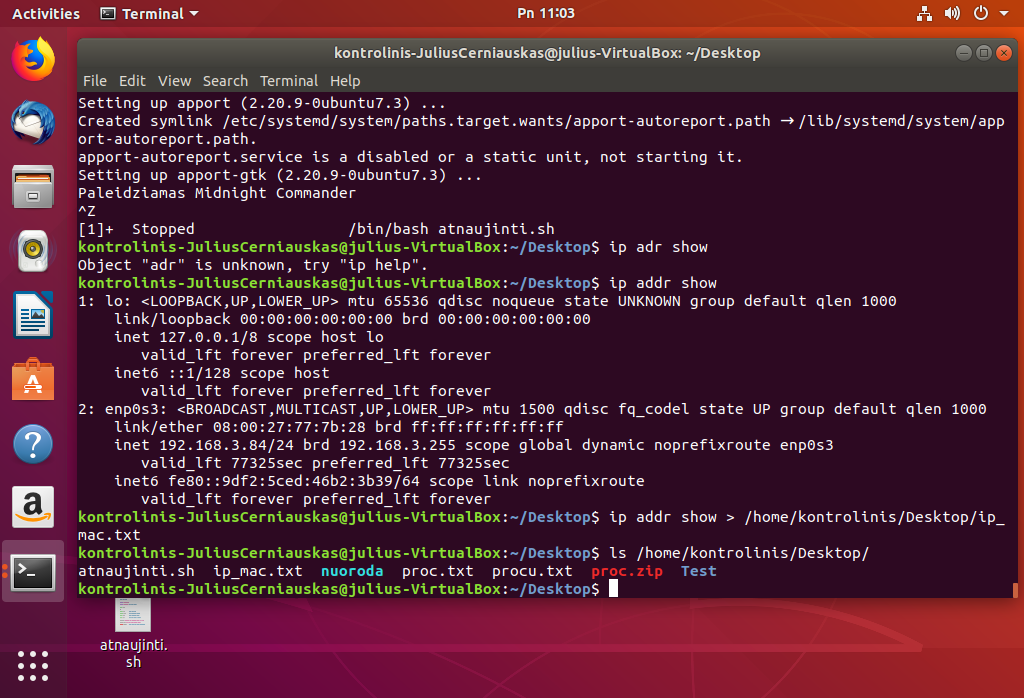 Activities Terminal Pn 11:03
kontrolinis-JuliusCerniauskas@julius-VirtualBox: ~/Desktop
File Edit View Search Terminal Help
Setting up apport (2.20.9-0ubuntu7.3) ...
Created symlink /etc/systemd/system/paths.target.wants/apport-autoreport.path → /lib/systemd/system/app
ort-autoreport.path.
apport-autoreport.service is a disabled or a static unit, not starting it.
Setting up apport-gtk (2.20.9-0ubuntu7.3) ...
Paleidziamas Midnight Commander
^Z
[1]+  Stopped                 /bin/bash atnaujinti.sh
kontrolinis-JuliusCerniauskas@julius-VirtualBox:~/Desktop$ ip adr show
Object "adr" is unknown, try "ip help".
kontrolinis-JuliusCerniauskas@julius-VirtualBox:~/Desktop$ ip addr show
1: lo: <LOOPBACK,UP,LOWER_UP> mtu 65536 qdisc noqueue state UNKNOWN group default qlen 1000
    link/loopback 00:00:00:00:00:00 brd 00:00:00:00:00:00
    inet 127.0.0.1/8 scope host lo
       valid_lft forever preferred_lft forever
    inet6 ::1/128 scope host
       valid_lft forever preferred_lft forever
2: enp0s3: <BROADCAST,MULTICAST,UP,LOWER_UP> mtu 1500 qdisc fq_codel state UP group default qlen 1000
    link/ether 08:00:27:77:7b:28 brd ff:ff:ff:ff:ff:ff
    inet 192.168.3.84/24 brd 192.168.3.255 scope global dynamic noprefixroute enp0s3
       valid_lft 77325sec preferred_lft 77325sec
    inet6 fe80::9df2:5ced:46b2:3b39/64 scope link noprefixroute
       valid_lft forever preferred_lft forever
kontrolinis-JuliusCerniauskas@julius-VirtualBox:~/Desktop$ ip addr show > /home/kontrolinis/Desktop/ip_
mac.txt
kontrolinis-JuliusCerniauskas@julius-VirtualBox:~/Desktop$ ls /home/kontrolinis/Desktop/
atnaujinti.sh  ip_mac.txt  nuoroda  proc.txt  procu.txt  proc.zip  Test
kontrolinis-JuliusCerniauskas@julius-VirtualBox:~/Desktop$
atnaujinti.
sh